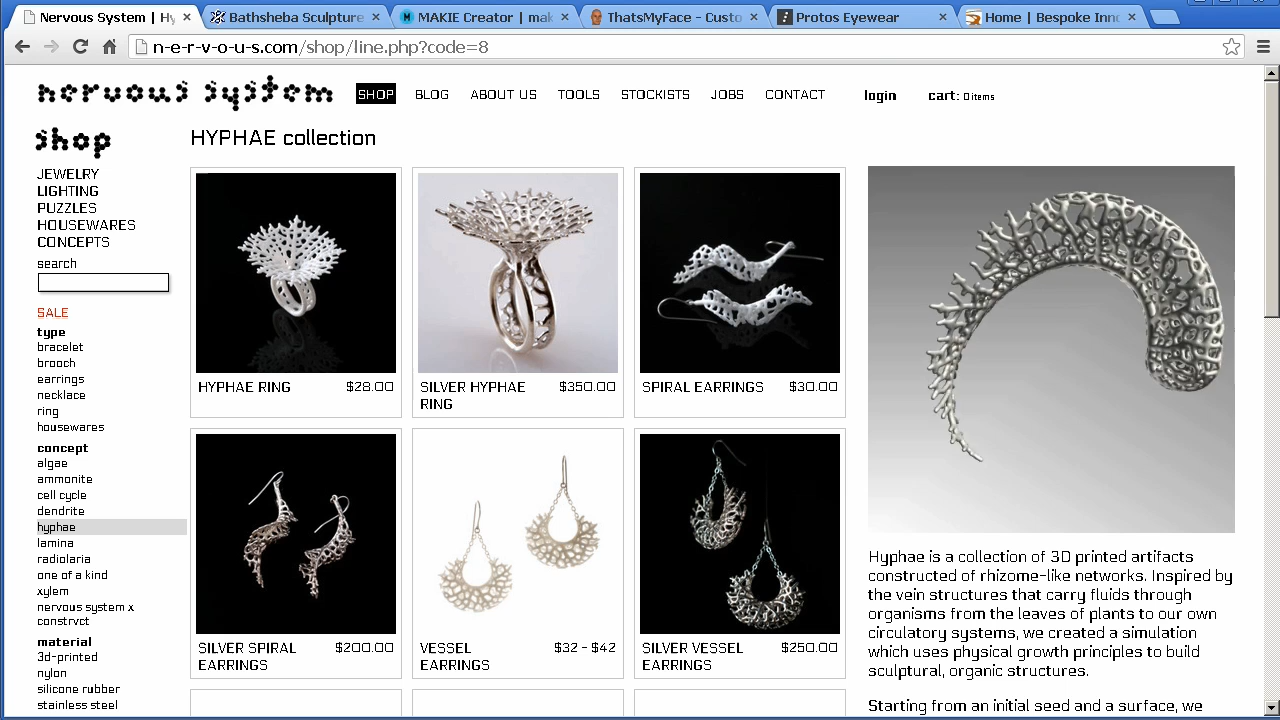 Nervous System | Hy
Bathsheba Sculpture
MAKIE Creator | mak
ThatsMyFace - Custo
Protos Eyewear
Home | Bespoke Inno
n-e-r-v-o-u-s.com/shop/line.php?code=8
nervous system
SHOP BLOG ABOUT US TOOLS STOCKISTS JOBS CONTACT login cart: 0 items
shop
JEWELRY
LIGHTING
PUZZLES
HOUSEWARES
CONCEPTS
search
SALE
type
bracelet
brooch
earrings
necklace
ring
housewares
concept
algae
ammonite
cell cycle
dendrite
hyphae
lamina
radiolaria
one of a kind
xylem
nervous system x
constrvct
material
3d-printed
nylon
silicone rubber
stainless steel
HYPHAE collection
HYPHAE RING $28.00
SILVER HYPHAE $350.00
RING
SPIRAL EARRINGS $30.00
SILVER SPIRAL $200.00
EARRINGS
VESSEL $32 - $42
EARRINGS
SILVER VESSEL $250.00
EARRINGS
Hyphae is a collection of 3D printed artifacts
constructed of rhizome-like networks. Inspired by
the vein structures that carry fluids through
organisms from the leaves of plants to our own
circulatory systems, we created a simulation
which uses physical growth principles to build
sculptural, organic structures.
Starting from an initial seed and a surface, we